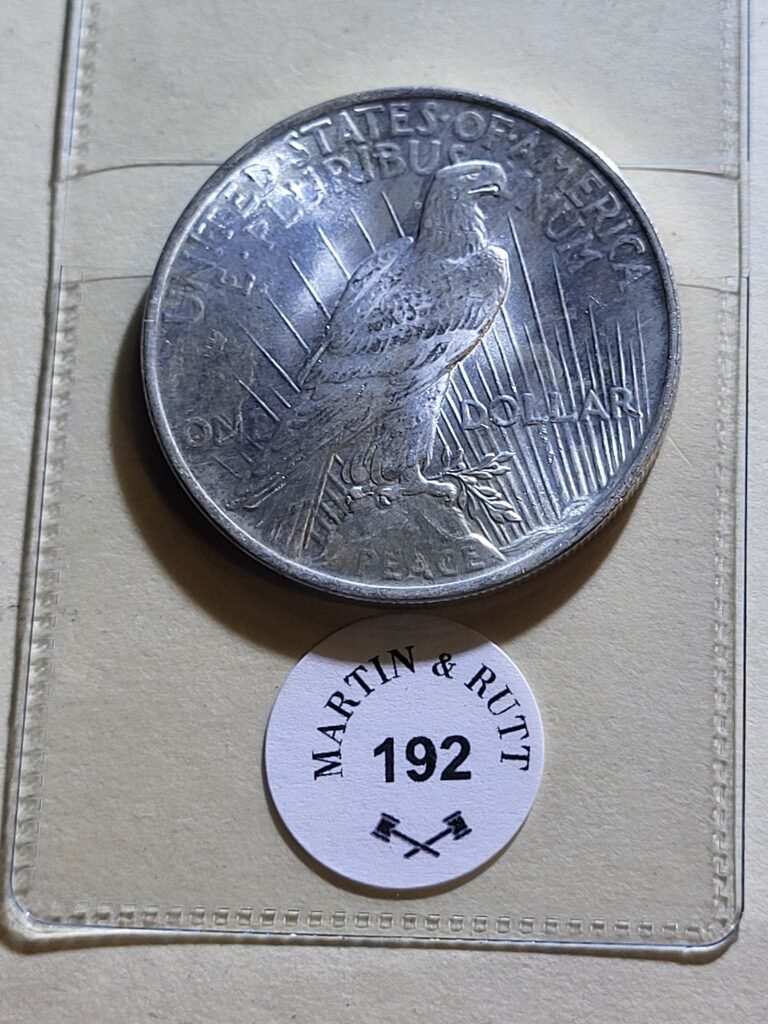 UNITED·STATES·OF·AMERICA
E·PLURIBUS UNUM
ONE DOLLAR
PEACE
MARTIN & RUTT
192